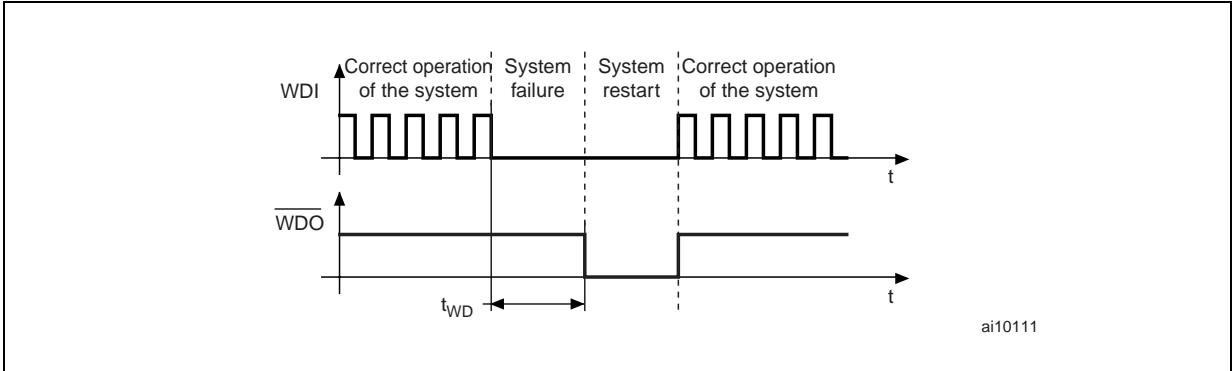 Correct operation
of the system
System
failure
System
restart
Correct operation
of the system
WDI
t
WDO
t
tWD
ai10111